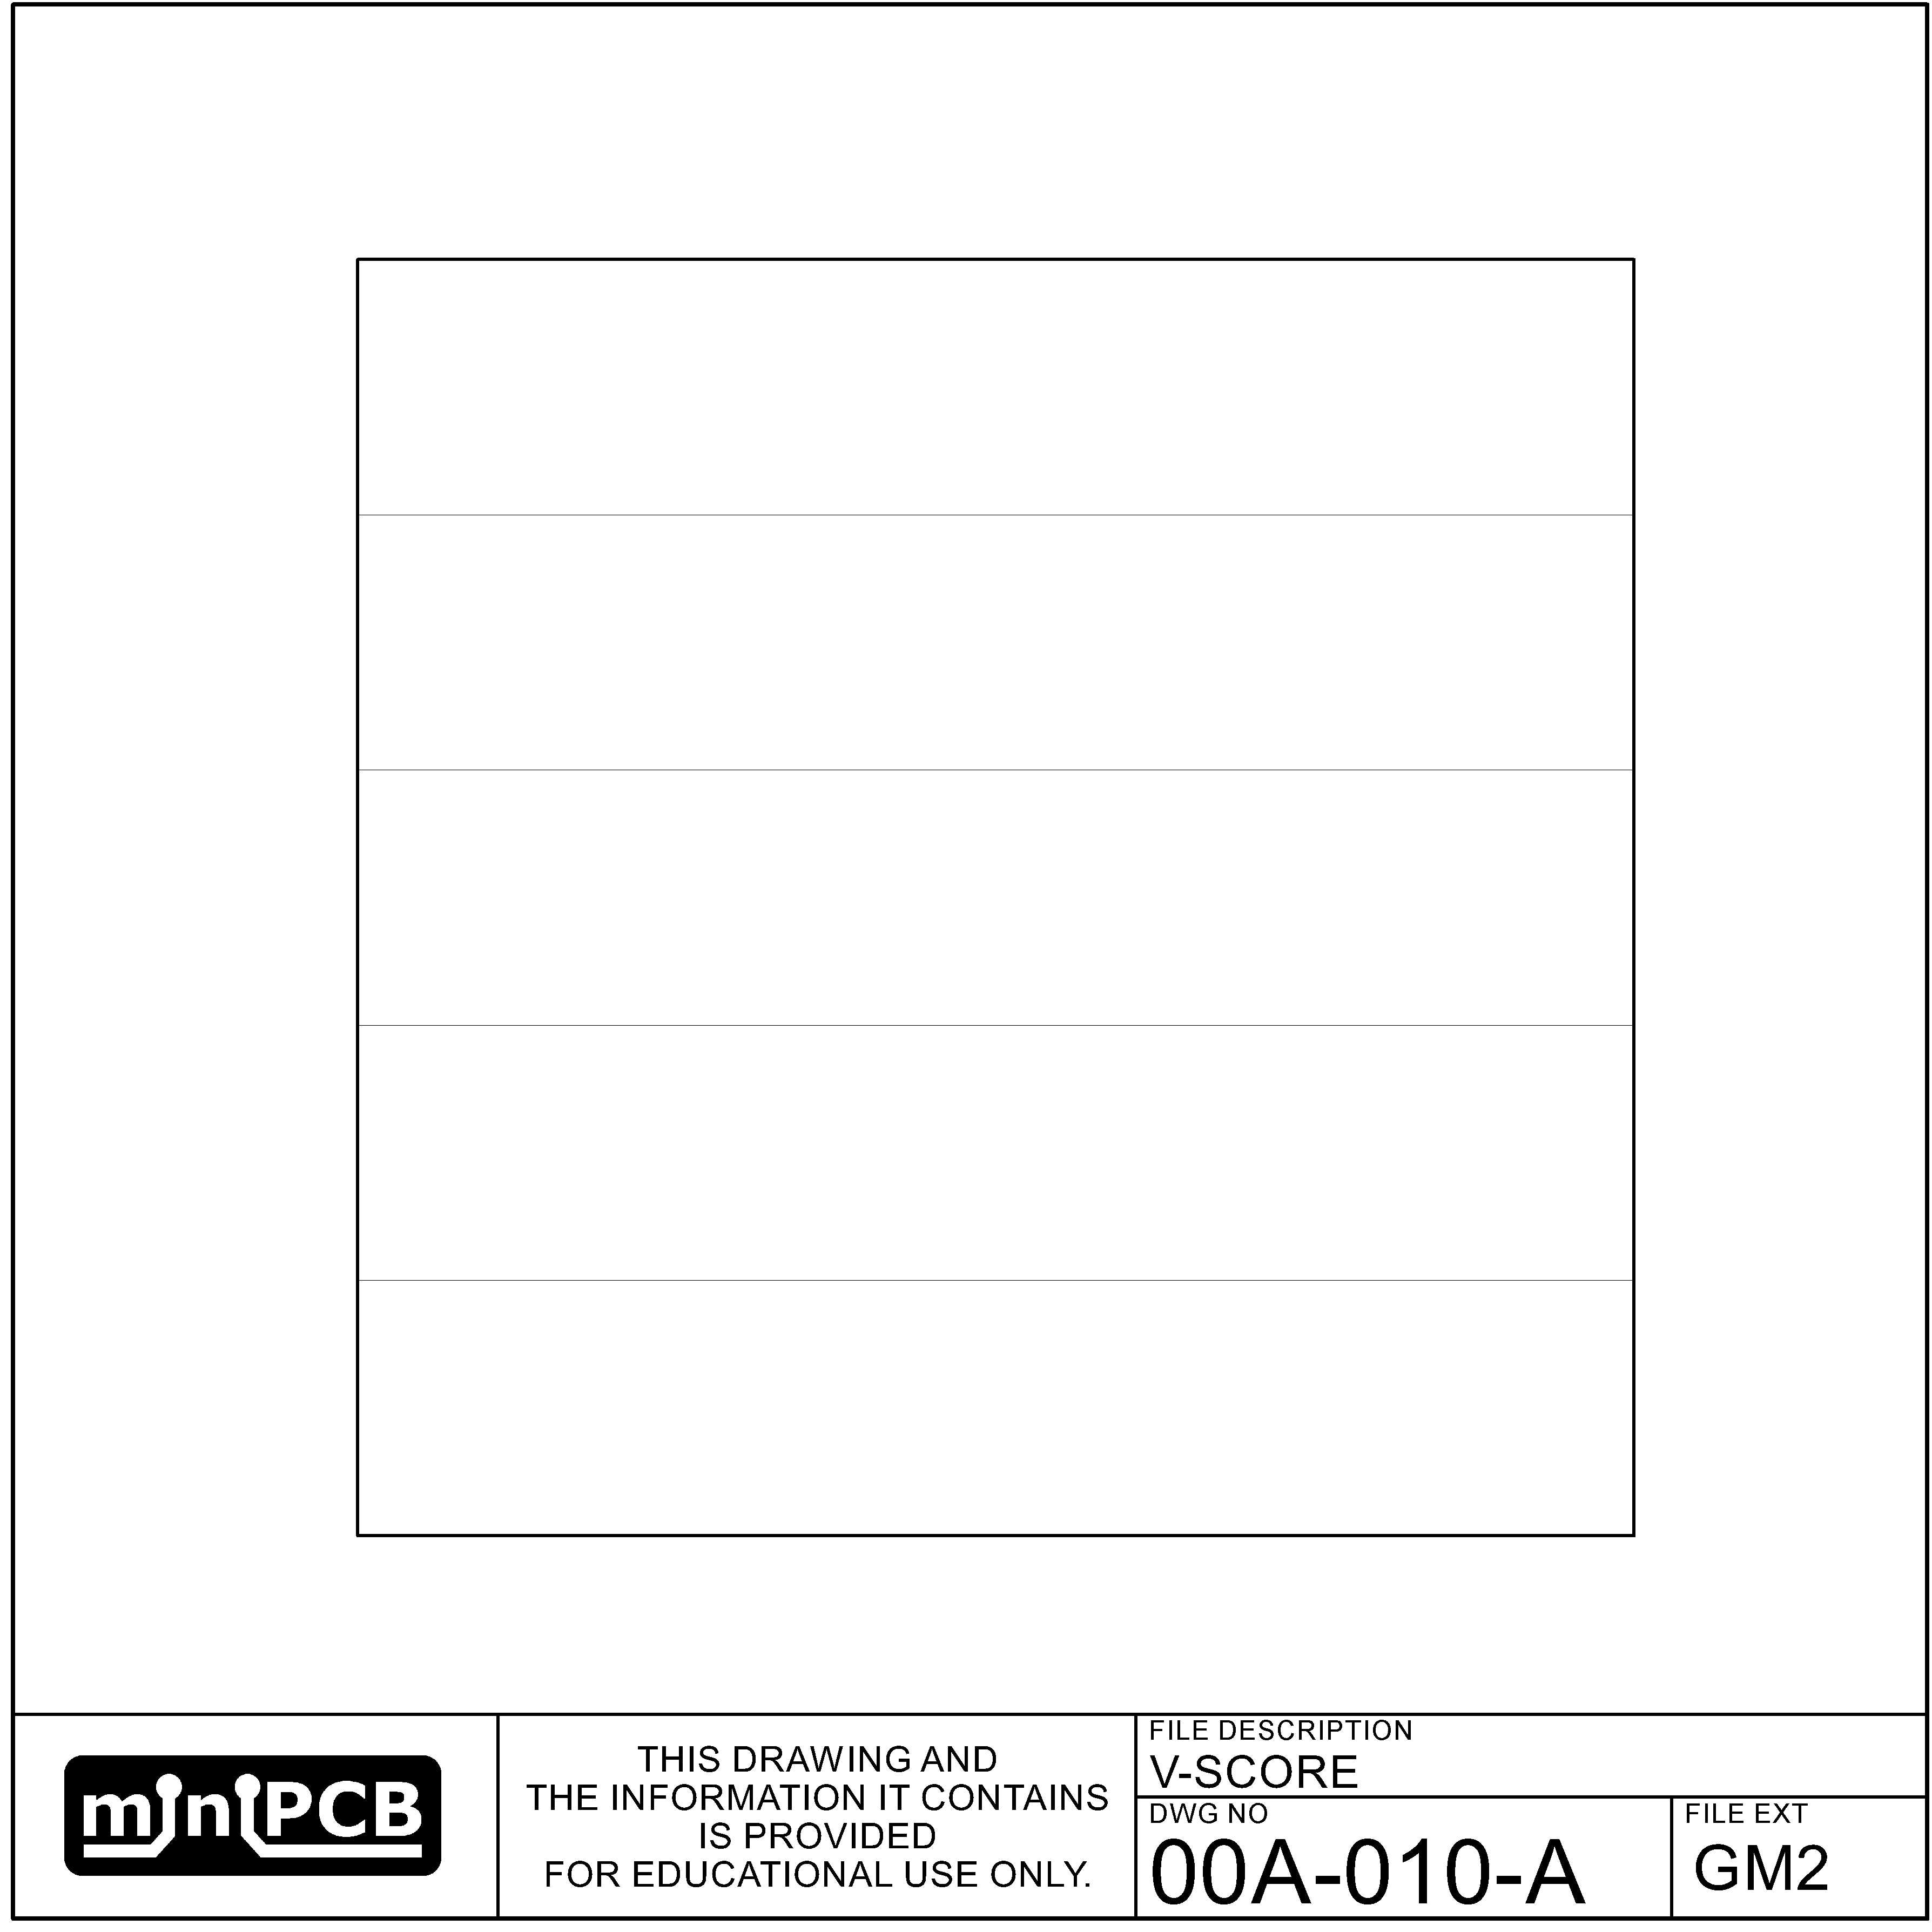 miniPCB
THIS DRAWING AND
THE INFORMATION IT CONTAINS
IS PROVIDED
FOR EDUCATIONAL USE ONLY.
FILE DESCRIPTION
V-SCORE
DWG NO
00A-010-A
FILE EXT
GM2